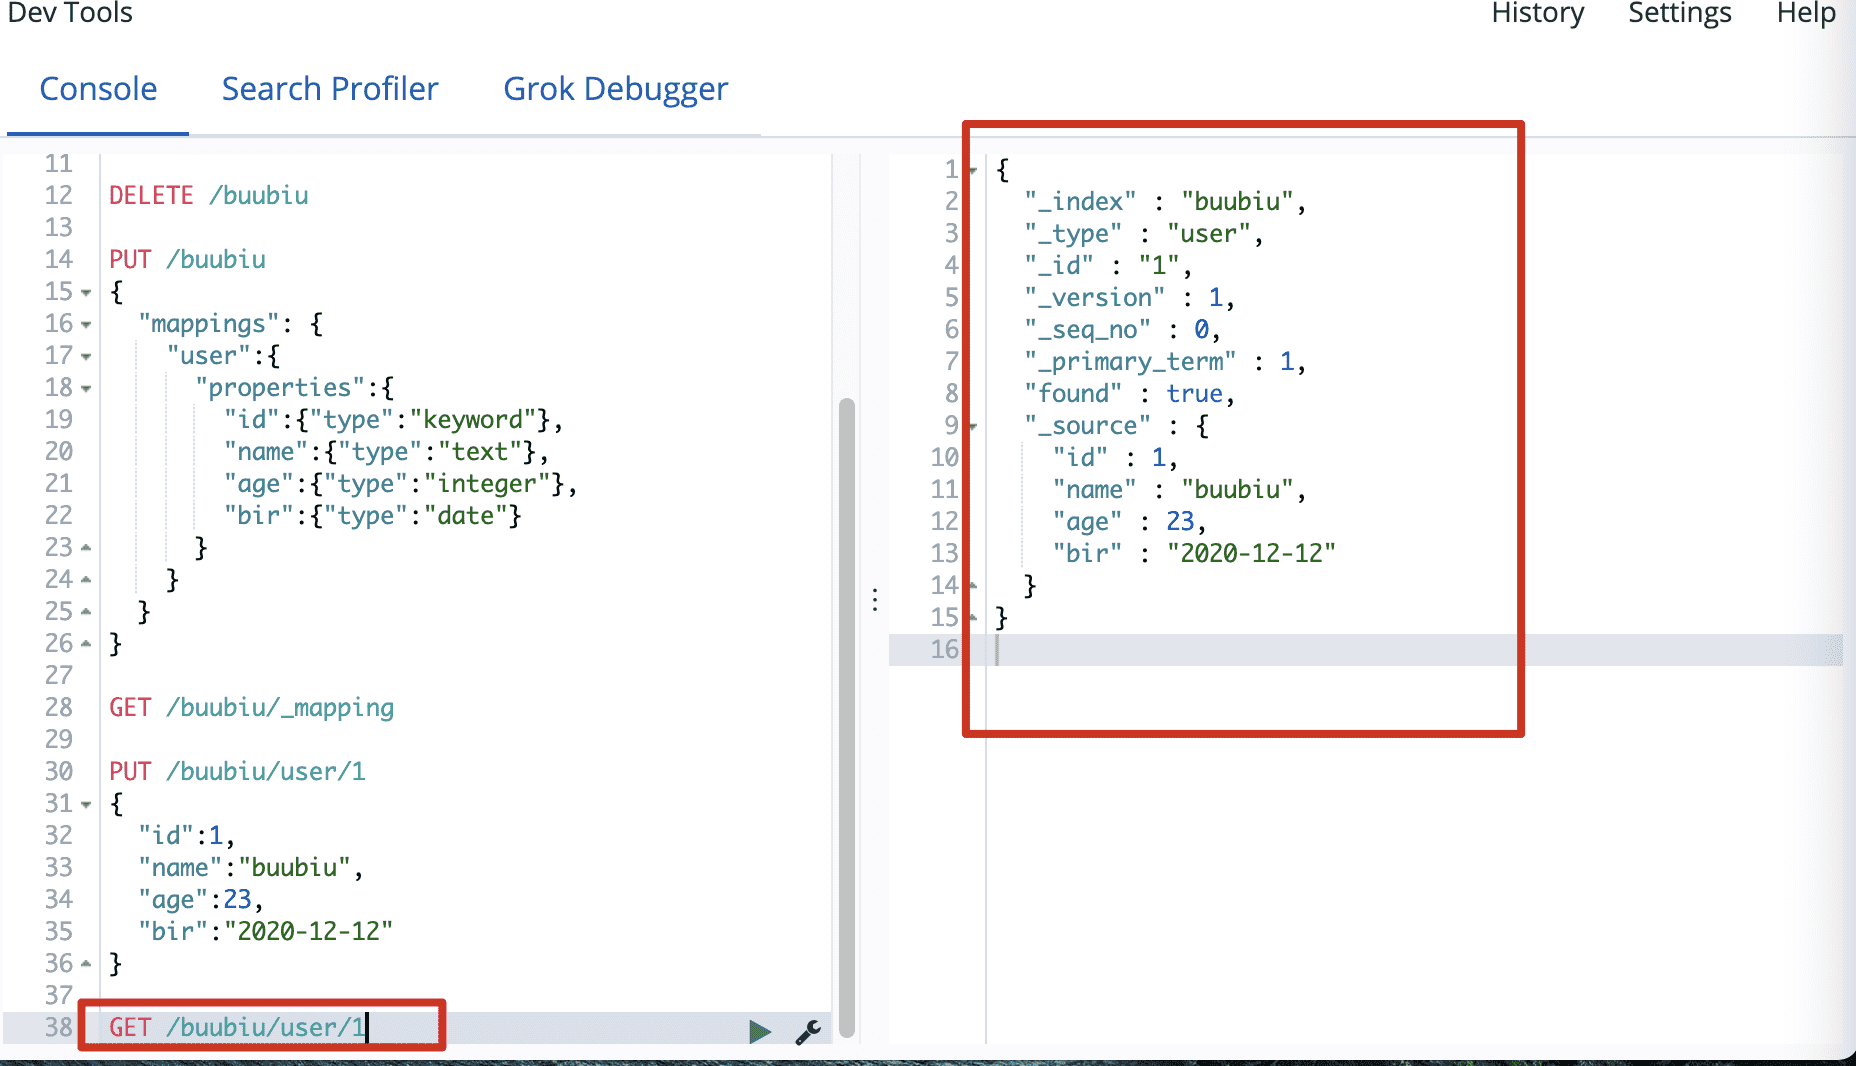 Dev Tools
History Settings Help
Console Search Profiler Grok Debugger
11
12 DELETE /buubiu
13
14 PUT /buubiu
15 {
16 "mappings": {
17 "user":{
18 "properties":{
19 "id":{"type":"keyword"},
20 "name":{"type":"text"},
21 "age":{"type":"integer"},
22 "bir":{"type":"date"}
23 }
24 }
25 }
26 }
27
28 GET /buubiu/_mapping
29
30 PUT /buubiu/user/1
31 {
32 "id":1,
33 "name":"buubiu",
34 "age":23,
35 "bir":"2020-12-12"
36 }
37
38 GET /buubiu/user/1
1 {
2 "_index" : "buubiu",
3 "_type" : "user",
4 "_id" : "1",
5 "_version" : 1,
6 "_seq_no" : 0,
7 "_primary_term" : 1,
8 "found" : true,
9 "_source" : {
10 "id" : 1,
11 "name" : "buubiu",
12 "age" : 23,
13 "bir" : "2020-12-12"
14 }
15 }
16